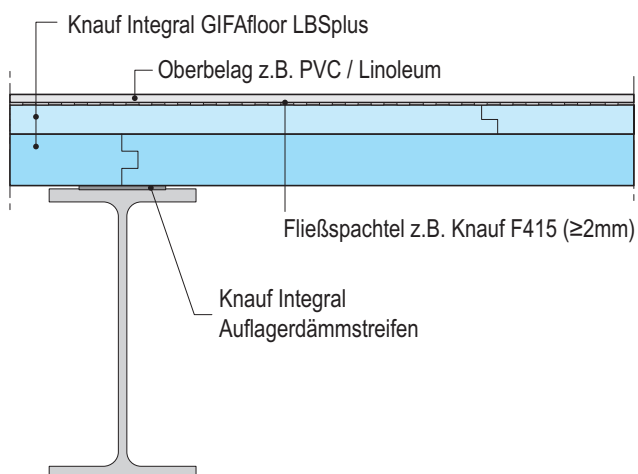 Knauf Integral GIFAfloor LBSplus
Oberbelag z.B. PVC / Linoleum
Fließspachtel z.B. Knauf F415 (≥2mm)
Knauf Integral
Auflagerdämmstreifen